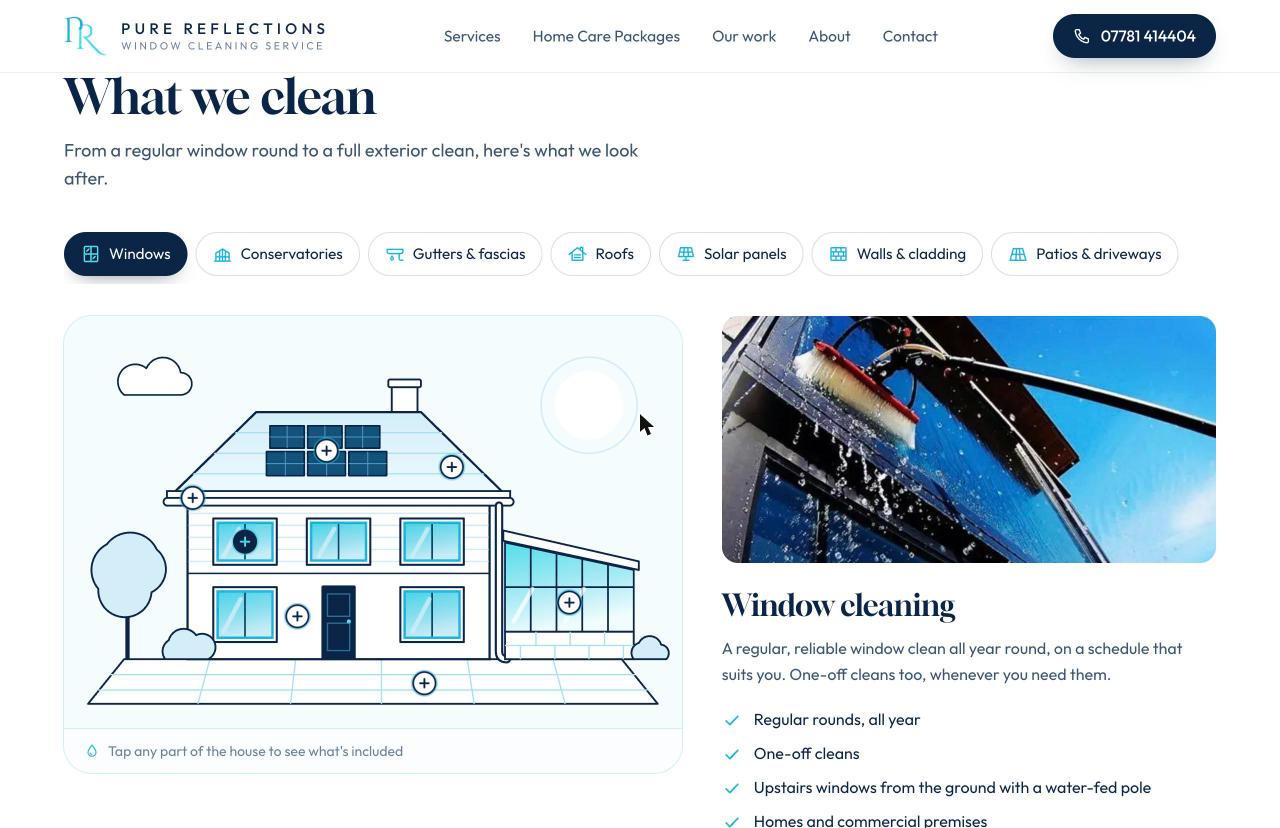 PURE REFLECTIONS
WINDOW CLEANING SERVICE
Services
Home Care Packages
Our work
About
Contact
07781 414404
What we clean
From a regular window round to a full exterior clean, here's what we look
after.
Windows
Conservatories
Gutters & fascias
Roofs
Solar panels
Walls & cladding
Patios & driveways
Tap any part of the house to see what's included
Window cleaning
A regular, reliable window clean all year round, on a schedule that
suits you. One-off cleans too, whenever you need them.
Regular rounds, all year
One-off cleans
Upstairs windows from the ground with a water-fed pole
Homes and commercial premises